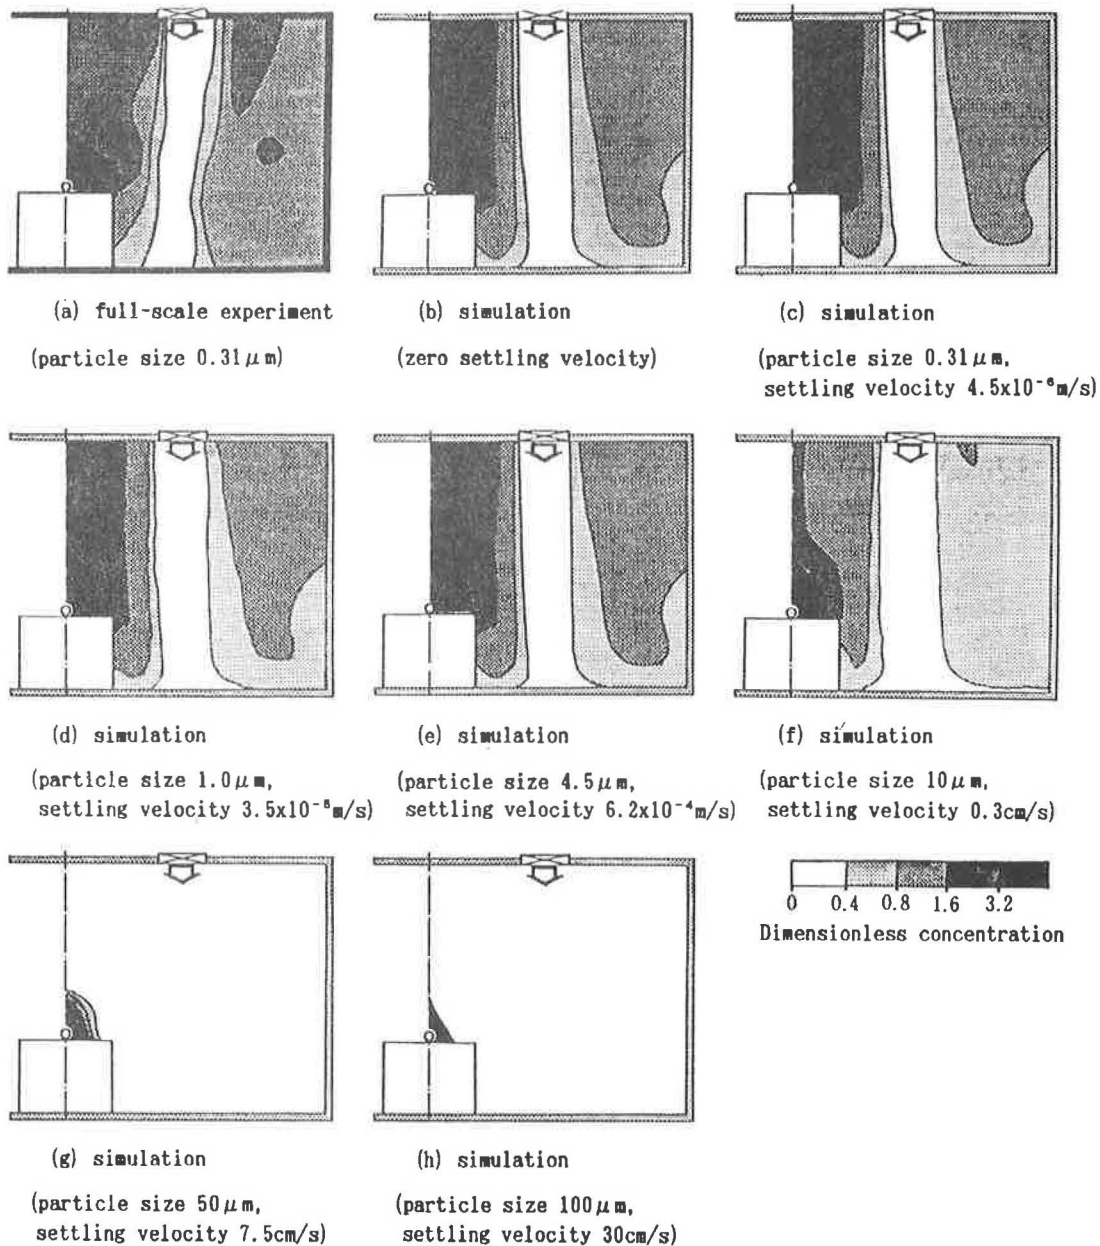 (a) full-scale experiment
(particle size 0.31μm)
(b) simulation
(zero settling velocity)
(c) simulation
(particle size 0.31μm,
settling velocity 4.5x10⁻⁶m/s)
(d) simulation
(particle size 1.0μm,
settling velocity 3.5x10⁻⁵m/s)
(e) simulation
(particle size 4.5μm,
settling velocity 6.2x10⁻⁴m/s)
(f) simulation
(particle size 10μm,
settling velocity 0.3cm/s)
0 0.4 0.8 1.6 3.2
Dimensionless concentration
(g) simulation
(particle size 50μm,
settling velocity 7.5cm/s)
(h) simulation
(particle size 100μm,
settling velocity 30cm/s)